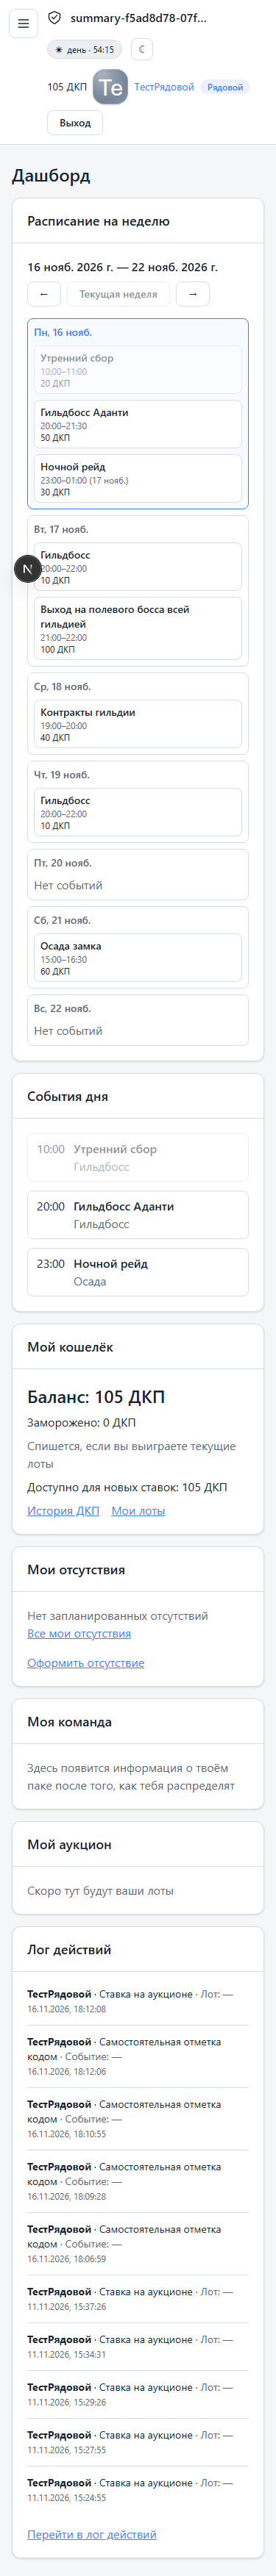 summary-f5ad8d78-07f...
день · 54:15
105 ДКП
Te
ТестРядовой
Рядовой
Выход
Дашборд
Расписание на неделю
16 нояб. 2026 г. — 22 нояб. 2026 г.
← Текущая неделя →
Пн, 16 нояб.
Утренний сбор
10:00–11:00
20 ДКП
Гильдбосс Аданти
20:00–21:30
50 ДКП
Ночной рейд
23:00–01:00 (17 нояб.)
30 ДКП
Вт, 17 нояб.
Гильдбосс
20:00–22:00
10 ДКП
N
Выход на полевого босса всей
гильдией
21:00–22:00
100 ДКП
Ср, 18 нояб.
Контракты гильдии
19:00–20:00
40 ДКП
Чт, 19 нояб.
Гильдбосс
20:00–22:00
10 ДКП
Пт, 20 нояб.
Нет событий
Сб, 21 нояб.
Осада замка
15:00–16:30
60 ДКП
Вс, 22 нояб.
Нет событий
События дня
10:00 Утренний сбор
Гильдбосс
20:00 Гильдбосс Аданти
Гильдбосс
23:00 Ночной рейд
Осада
Мой кошелёк
Баланс: 105 ДКП
Заморожено: 0 ДКП
Спишется, если вы выиграете текущие
лоты
Доступно для новых ставок: 105 ДКП
История ДКП Мои лоты
Мои отсутствия
Нет запланированных отсутствий
Все мои отсутствия
Оформить отсутствие
Моя команда
Здесь появится информация о твоём
паке после того, как тебя распределят
Мой аукцион
Скоро тут будут ваши лоты
Лог действий
ТестРядовой · Ставка на аукционе · Лот: —
16.11.2026, 18:12:08
ТестРядовой · Самостоятельная отметка
кодом · Событие: —
16.11.2026, 18:12:06
ТестРядовой · Самостоятельная отметка
кодом · Событие: —
16.11.2026, 18:10:55
ТестРядовой · Самостоятельная отметка
кодом · Событие: —
16.11.2026, 18:09:28
ТестРядовой · Самостоятельная отметка
кодом · Событие: —
16.11.2026, 18:06:59
ТестРядовой · Ставка на аукционе · Лот: —
11.11.2026, 15:37:26
ТестРядовой · Ставка на аукционе · Лот: —
11.11.2026, 15:34:31
ТестРядовой · Ставка на аукционе · Лот: —
11.11.2026, 15:29:26
ТестРядовой · Ставка на аукционе · Лот: —
11.11.2026, 15:27:55
ТестРядовой · Ставка на аукционе · Лот: —
11.11.2026, 15:24:55
Перейти в лог действий